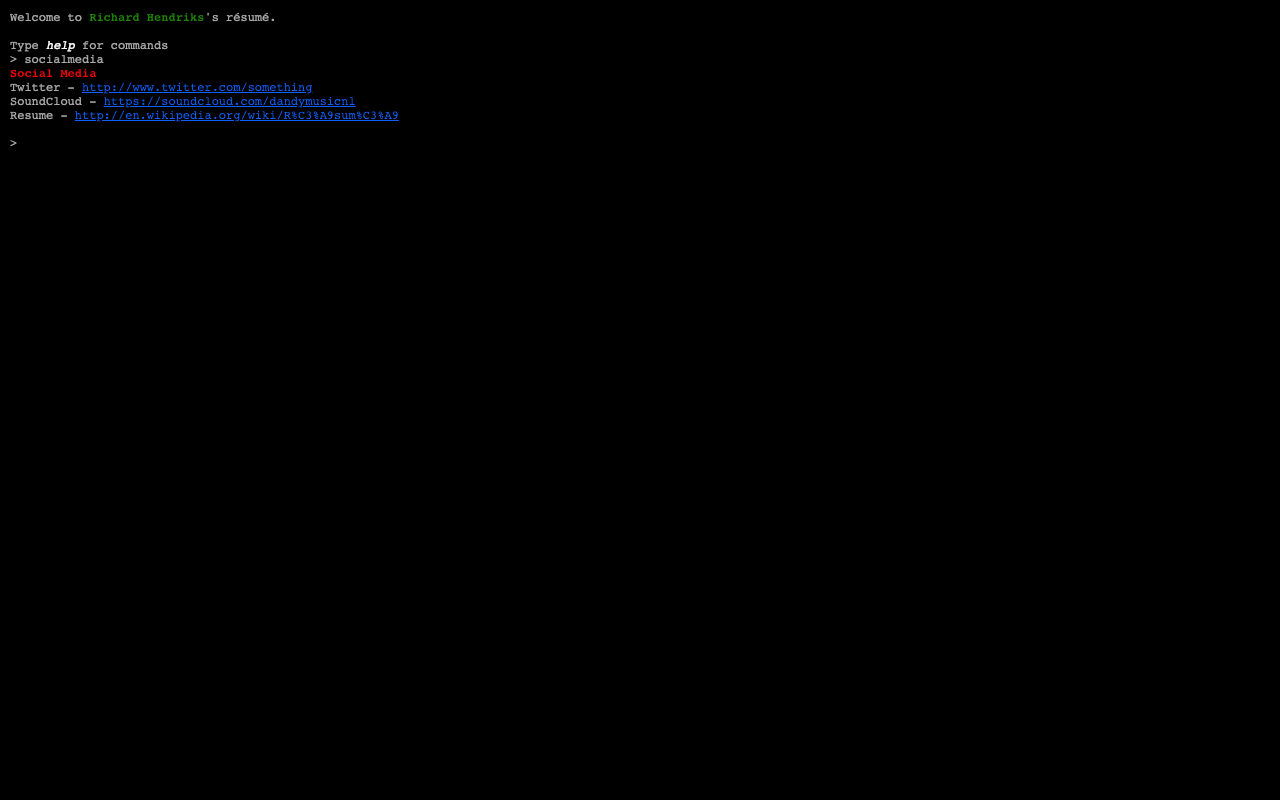 Welcome to Richard Hendriks's résumé.
Type help for commands
> socialmedia
Social Media
Twitter - http://www.twitter.com/something
SoundCloud - https://soundcloud.com/dandymusicnl
Resume - http://en.wikipedia.org/wiki/R%C3%A9sum%C3%A9
>